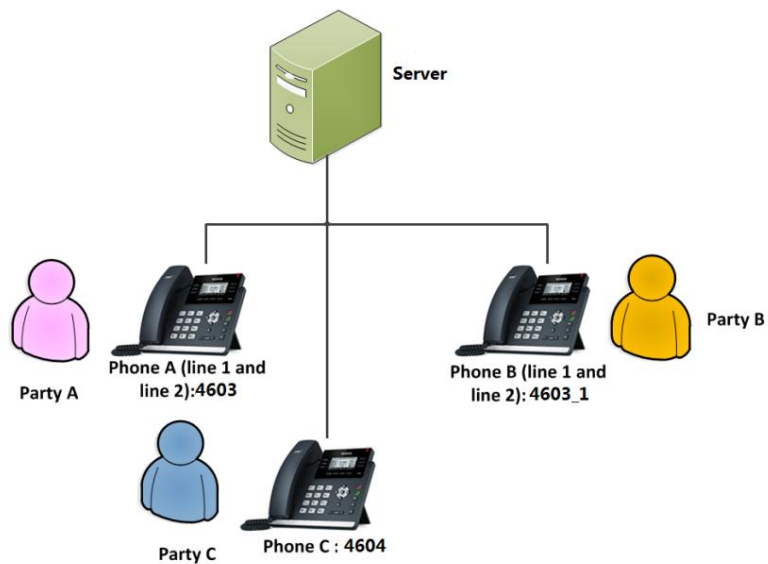 Server
Party B
Phone A (line 1 and
line 2):4603
Phone B (line 1 and
line 2): 4603_1
Party A
Phone C : 4604
Party C